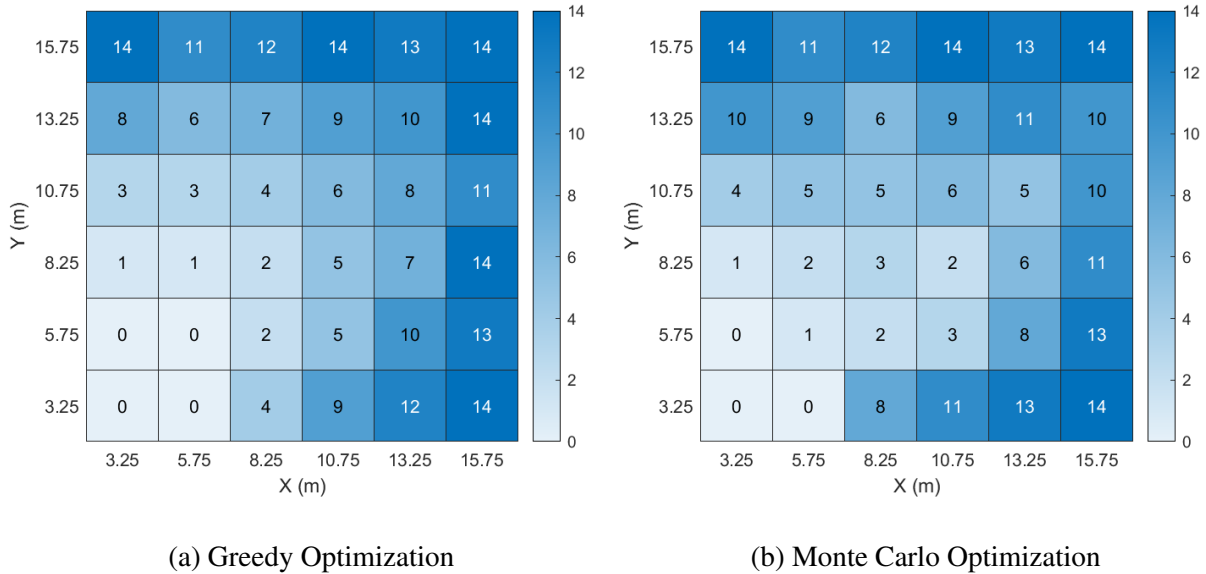 15.75 14 11 12 14 13 14
13.25 8 6 7 9 10 14
10.75 3 3 4 6 8 11
8.25 1 1 2 5 7 14
5.75 0 0 2 5 10 13
3.25 0 0 4 9 12 14
3.25 5.75 8.25 10.75 13.25 15.75
X (m)
Y (m)
14
12
10
8
6
4
2
0
(a) Greedy Optimization
15.75 14 11 12 14 13 14
13.25 10 9 6 9 11 10
10.75 4 5 5 6 5 10
8.25 1 2 3 2 6 11
5.75 0 1 2 3 8 13
3.25 0 0 8 11 13 14
3.25 5.75 8.25 10.75 13.25 15.75
X (m)
Y (m)
14
12
10
8
6
4
2
0
(b) Monte Carlo Optimization